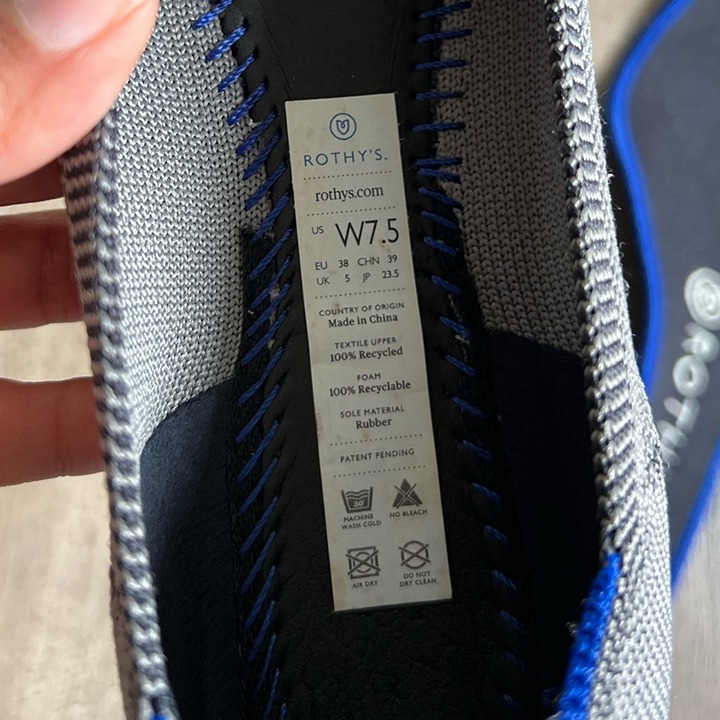 ROTHY'S.
rothys.com
US W7.5
EU 38 CHN 39
UK 5 JP 23.5
COUNTRY OF ORIGIN
Made in China
TEXTILE UPPER
100% Recycled
FOAM
100% Recyclable
SOLE MATERIAL
Rubber
PATENT PENDING
30°
MACHINE
WASH COLD
NO BLEACH
AIR DRY
DO NOT
DRY CLEAN
ROTH